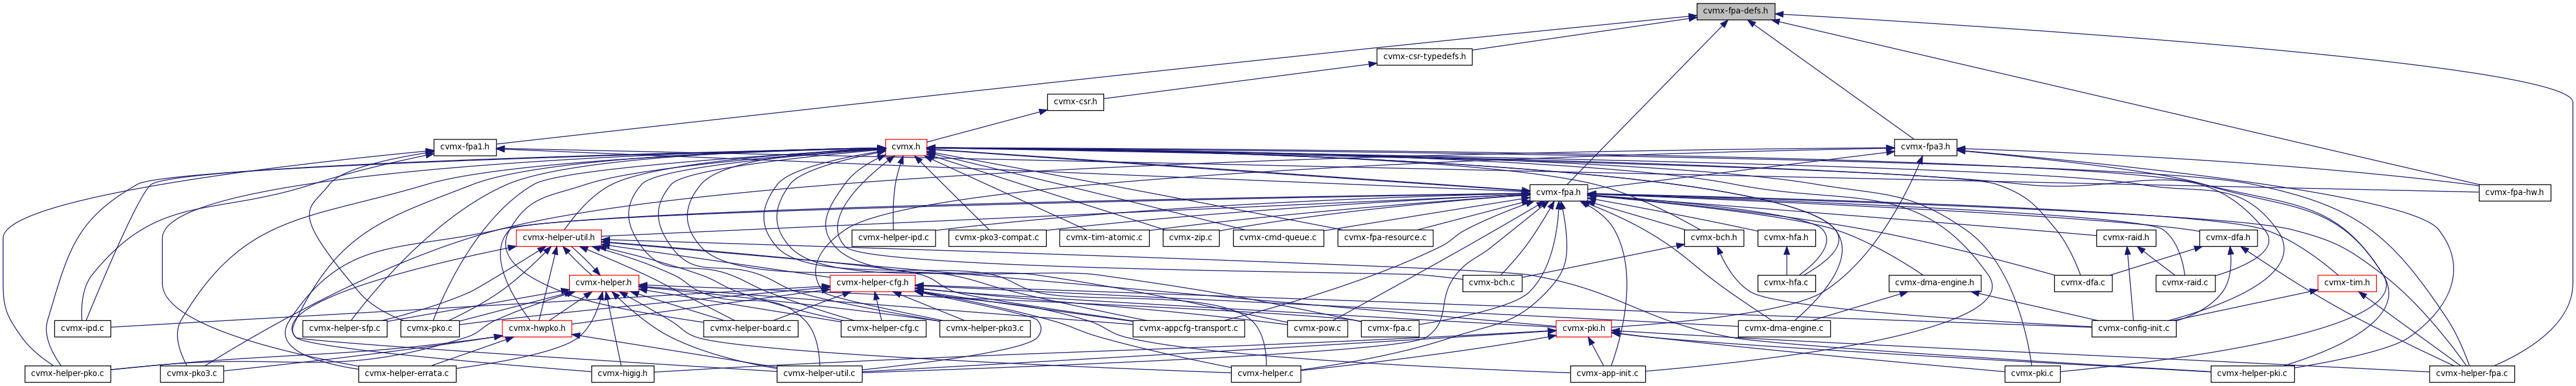 cvmx-fpa-defs.h
cvmx-csr-typedefs.h
cvmx-csr.h
cvmx-fpa1.h
cvmx.h
cvmx-fpa3.h
cvmx-fpa.h
cvmx-fpa-hw.h
cvmx-helper-util.h
cvmx-helper-ipd.c
cvmx-pko3-compat.c
cvmx-tim-atomic.c
cvmx-zip.c
cvmx-cmd-queue.c
cvmx-fpa-resource.c
cvmx-bch.h
cvmx-hfa.h
cvmx-raid.h
cvmx-dfa.h
cvmx-helper.h
cvmx-helper-cfg.h
cvmx-bch.c
cvmx-hfa.c
cvmx-dma-engine.h
cvmx-dfa.c
cvmx-raid.c
cvmx-tim.h
cvmx-ipd.c
cvmx-helper-sfp.c
cvmx-pko.c
cvmx-hwpko.h
cvmx-helper-board.c
cvmx-helper-cfg.c
cvmx-helper-pko3.c
cvmx-appcfg-transport.c
cvmx-pow.c
cvmx-fpa.c
cvmx-pki.h
cvmx-dma-engine.c
cvmx-config-init.c
cvmx-helper-pko.c
cvmx-pko3.c
cvmx-helper-errata.c
cvmx-higig.h
cvmx-helper-util.c
cvmx-helper.c
cvmx-app-init.c
cvmx-pki.c
cvmx-helper-pki.c
cvmx-helper-fpa.c